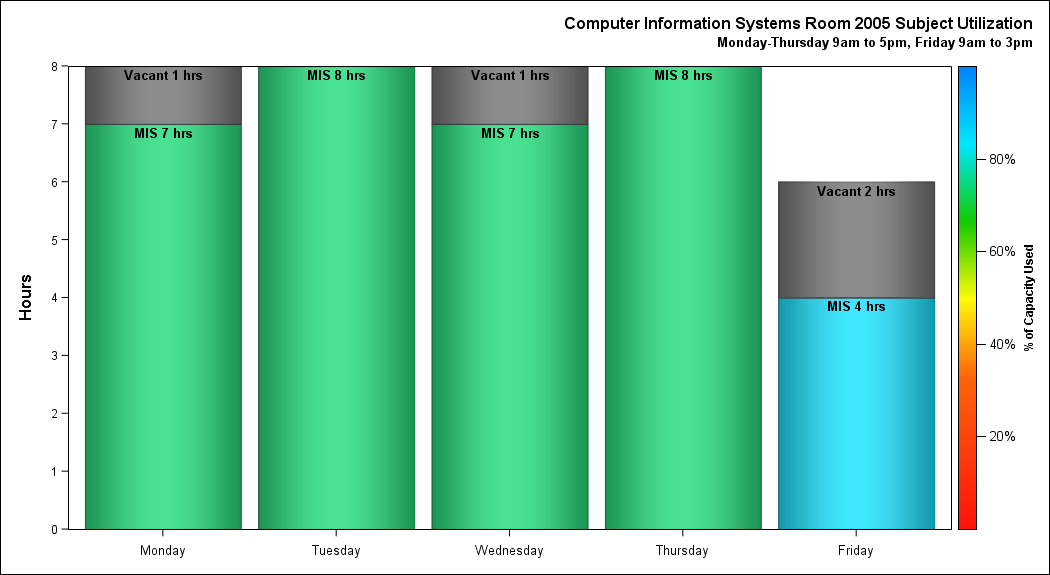 Computer Information Systems Room 2005 Subject Utilization
Monday-Thursday 9am to 5pm, Friday 9am to 3pm
Hours
8
7
6
5
4
3
2
1
0
Vacant 1 hrs
MIS 7 hrs
MIS 8 hrs
Vacant 1 hrs
MIS 7 hrs
MIS 8 hrs
Vacant 2 hrs
MIS 4 hrs
Monday
Tuesday
Wednesday
Thursday
Friday
80%
60%
40%
20%
% of Capacity Used